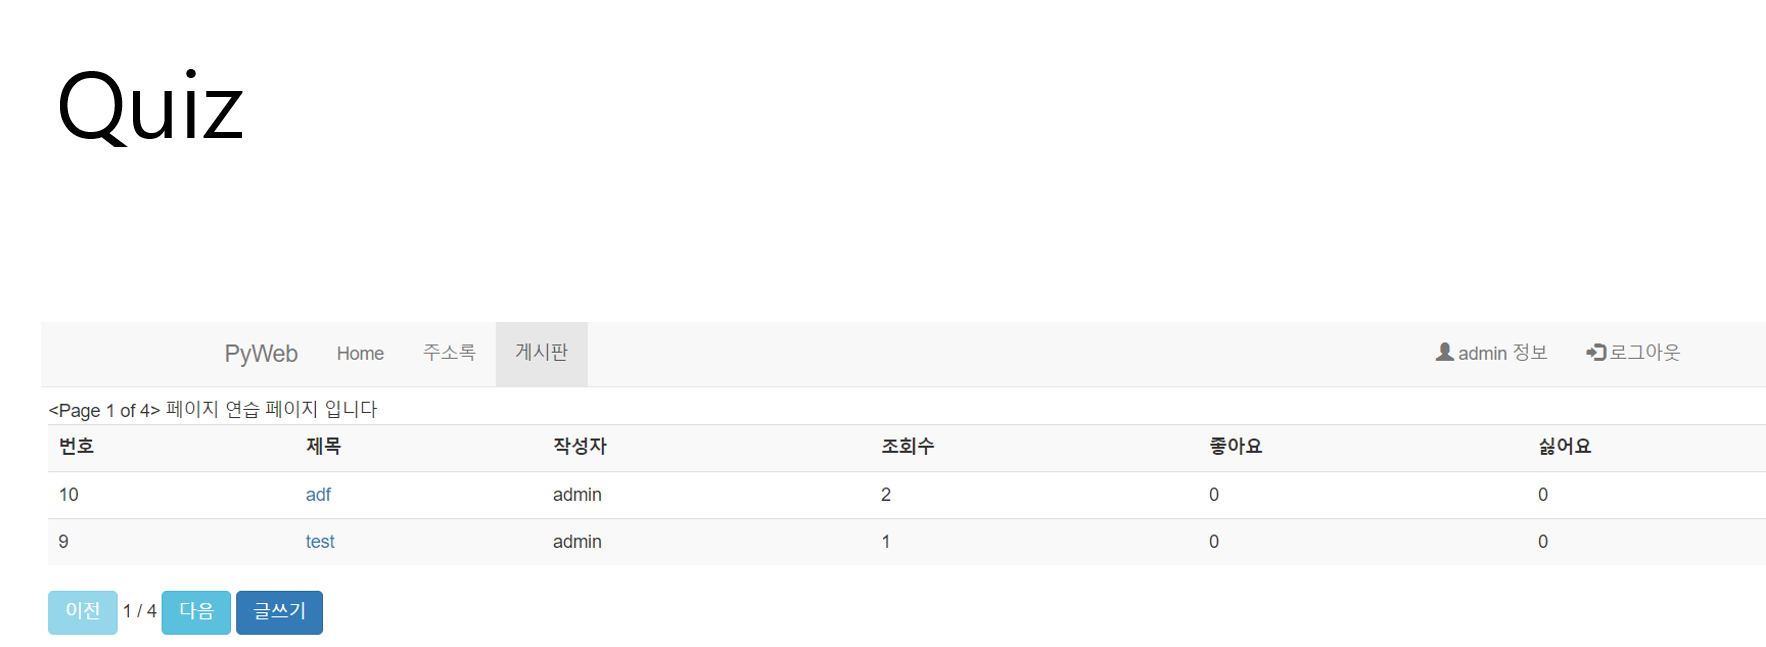 Quiz
PyWeb Home 주소록 게시판 admin 정보 로그아웃
<Page 1 of 4> 페이지 연습 페이지 입니다
번호 제목 작성자 조회수 좋아요 싫어요
10 adf admin 2 0 0
9 test admin 1 0 0
이전 1 / 4 다음 글쓰기